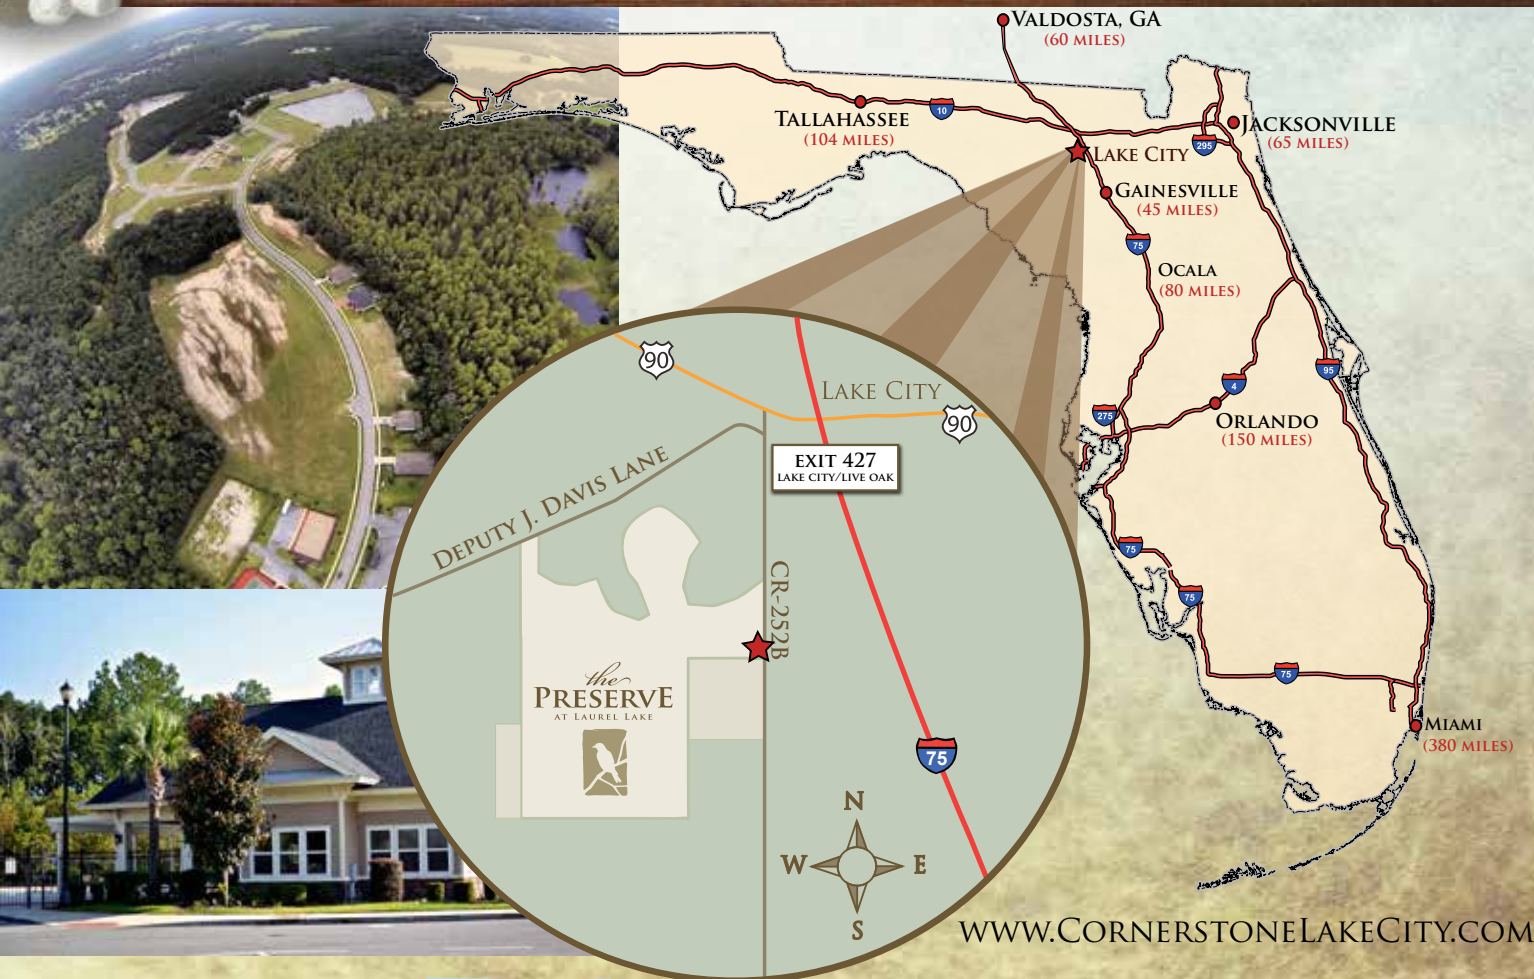 Valdosta, GA
(60 miles)
Tallahassee
(104 miles)
10
Jacksonville
(65 miles)
295
Lake City
Gainesville
(45 miles)
75
Ocala
(80 miles)
95
4
275
Orlando
(150 miles)
75
75
75
Miami
(380 miles)
90
Lake City
90
Exit 427
Lake City/Live Oak
Deputy J. Davis Lane
CR-252B
the
Preserve
at Laurel Lake
75
N
W
E
S
www.CornerstoneLakeCity.com